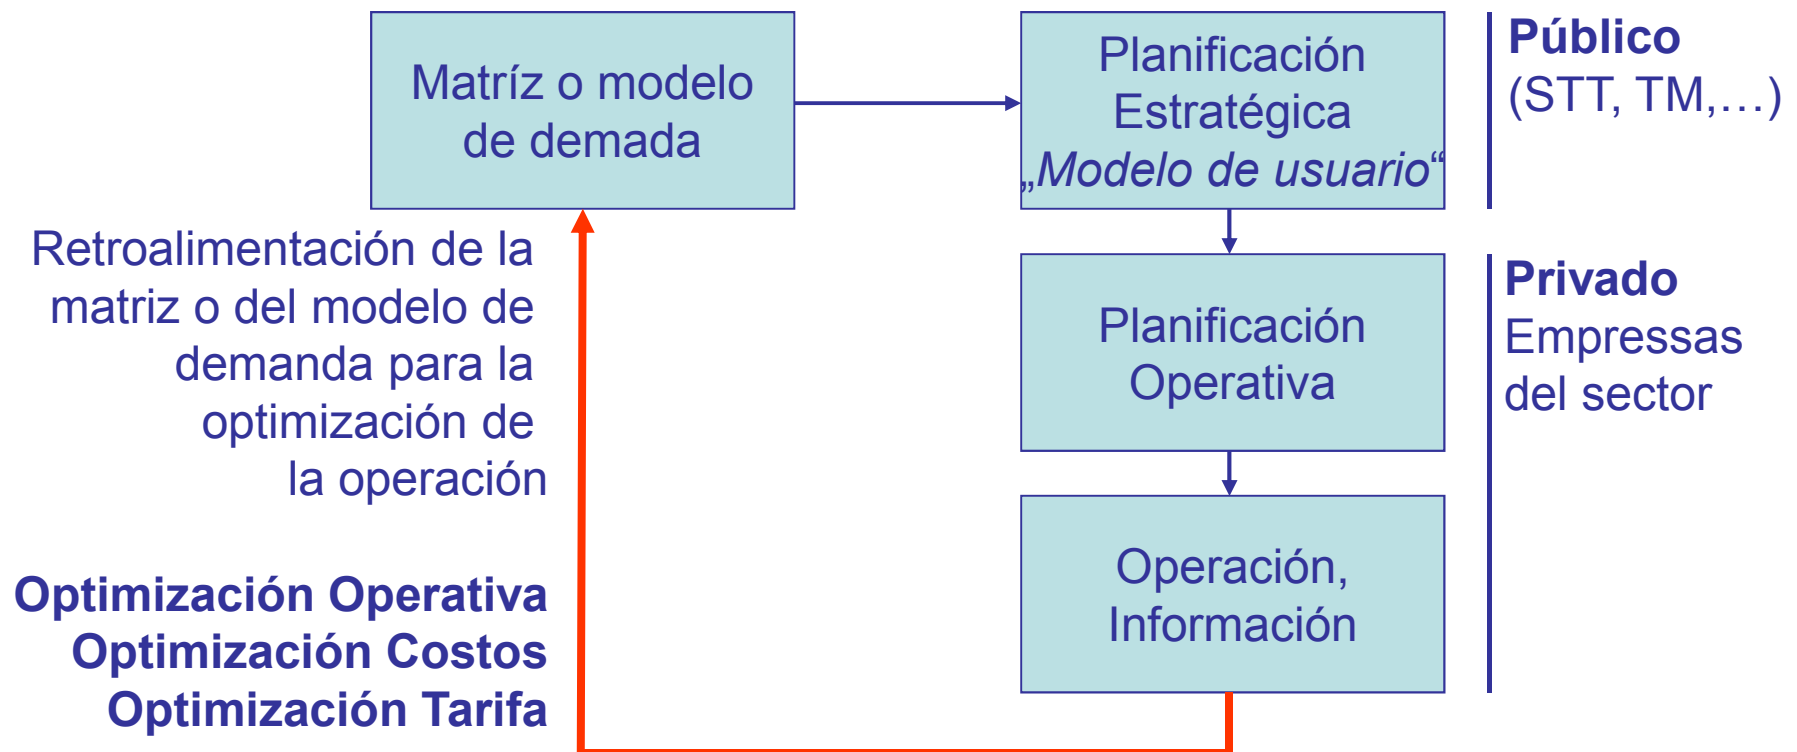 Matríz o modelo
de demada
Planificación
Estratégica
„Modelo de usuario“
Público
(STT, TM,…)
Retroalimentación de la
matriz o del modelo de
demanda para la
optimización de
la operación
Planificación
Operativa
Privado
Empressas
del sector
Operación,
Información
Optimización Operativa
Optimización Costos
Optimización Tarifa